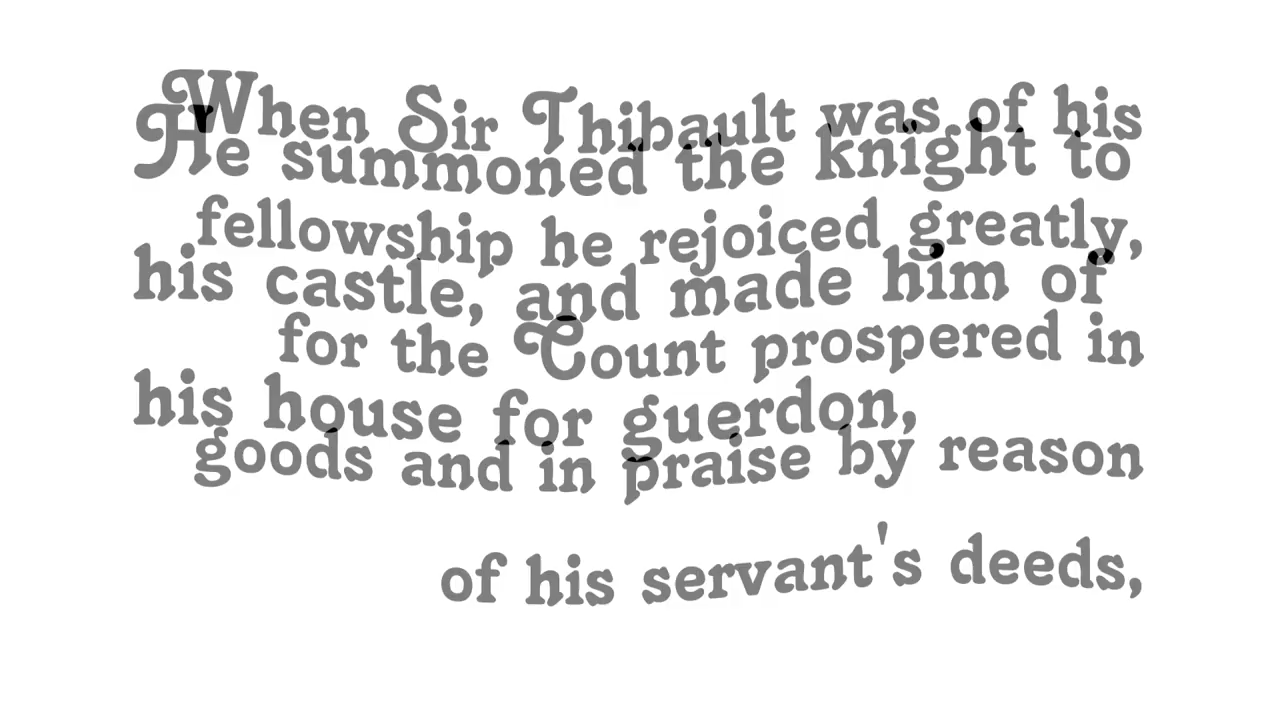 When Sir Thibault was of his
He summoned the knight to
fellowship he rejoiced greatly,
his castle, and made him of
for the Count prospered in
his house for guerdon,
goods and in praise by reason
of his servant's deeds,